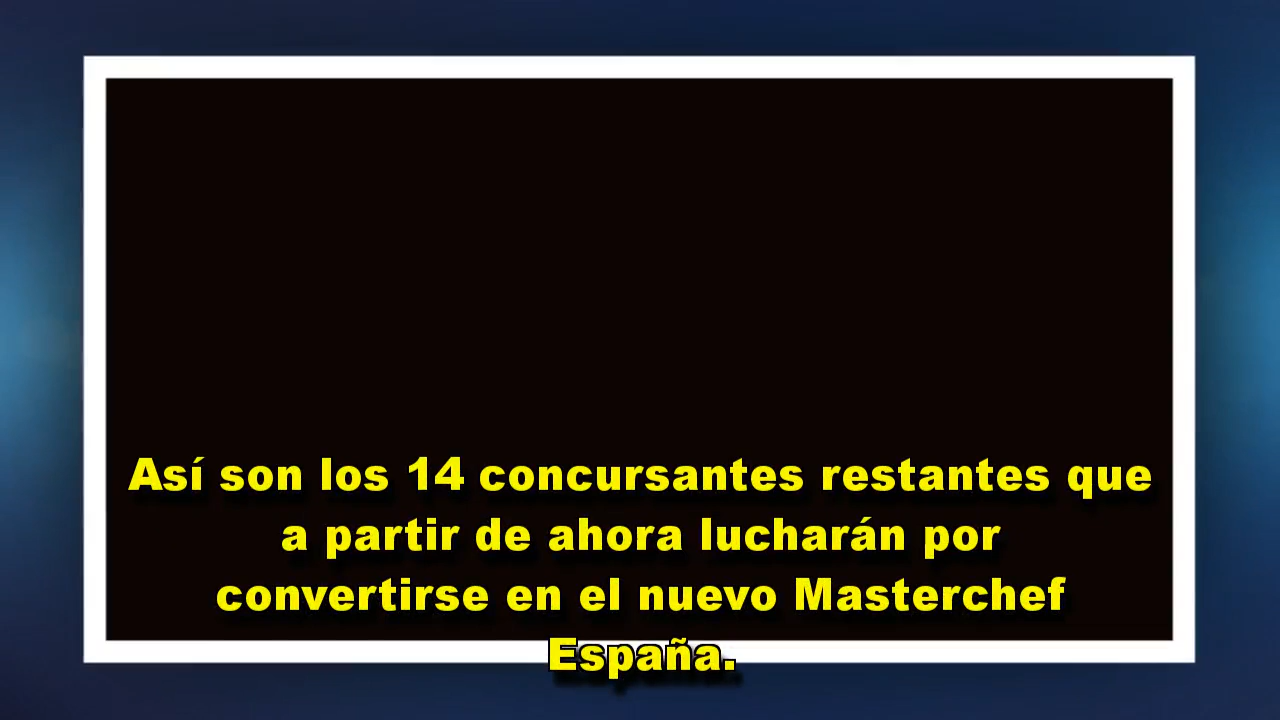 Así son los 14 concursantes restantes que
a partir de ahora lucharán por
convertirse en el nuevo Masterchef
España.